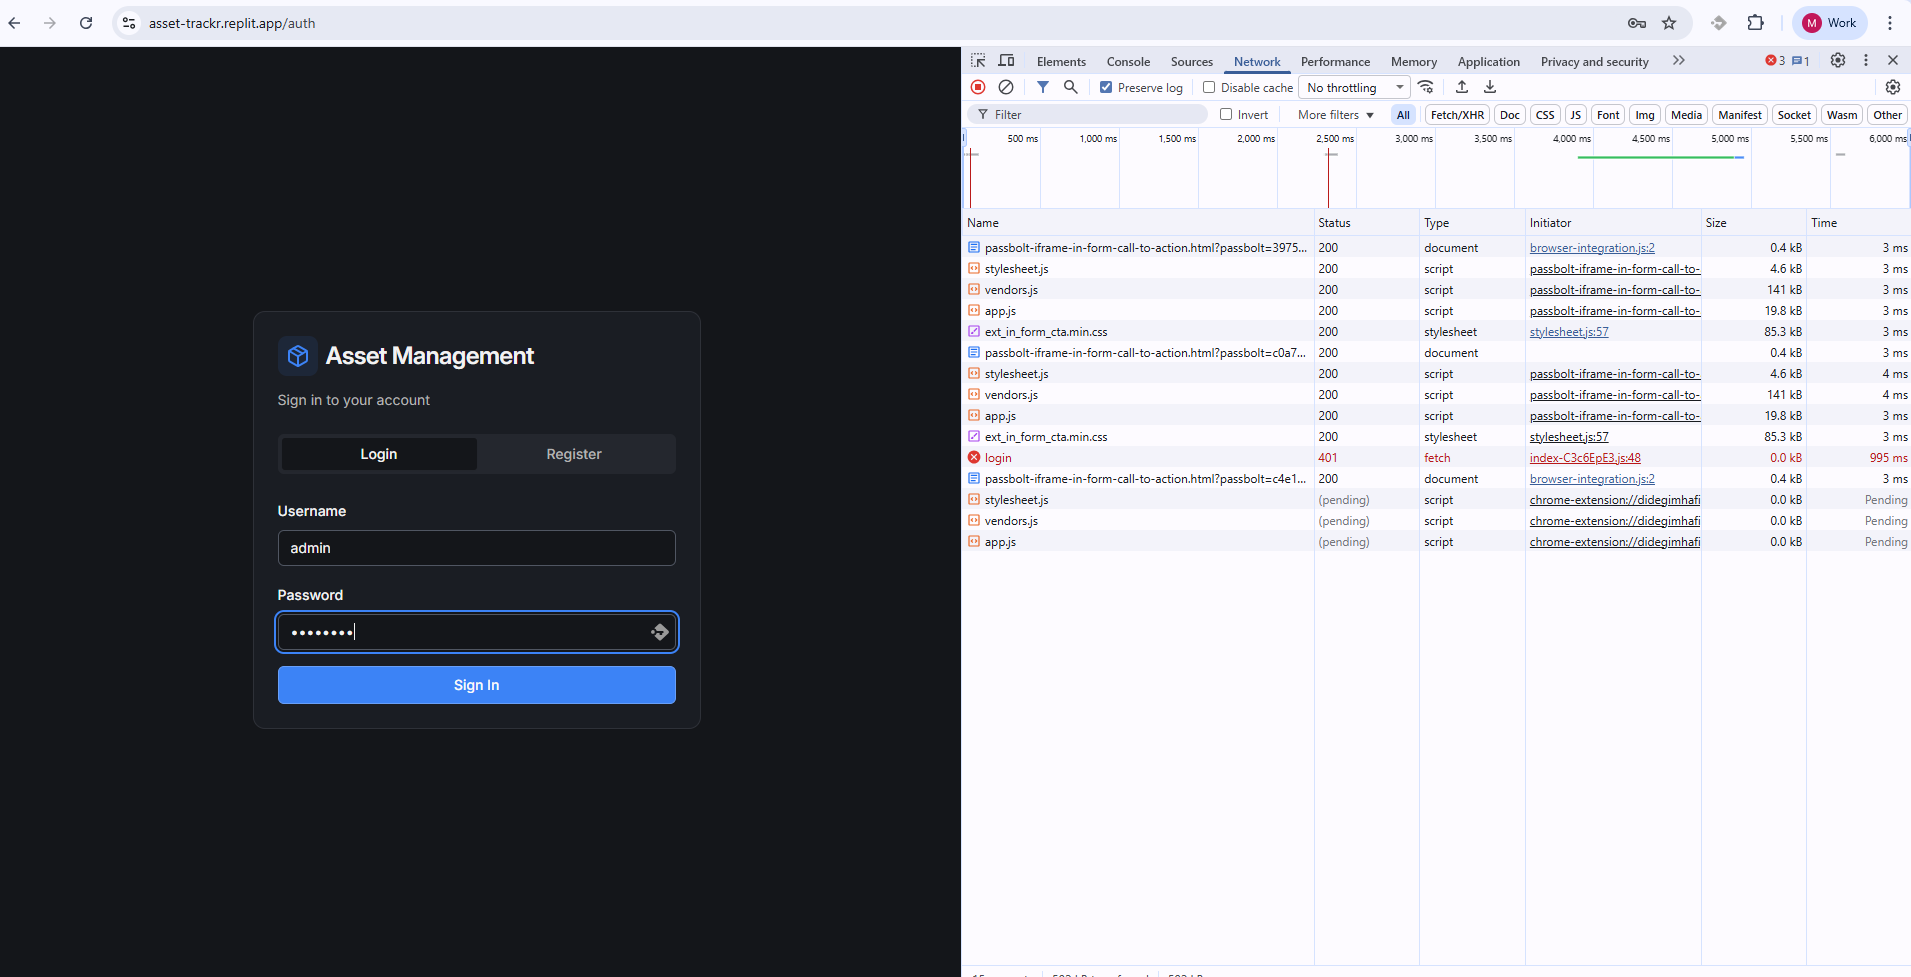 asset-trackr.replit.app/auth
M Work
Asset Management
Sign in to your account
Login Register
Username
admin
Password
Sign In
Elements Console Sources Network Performance Memory Application Privacy and security 3 1
Preserve log Disable cache No throttling
Filter Invert More filters All Fetch/XHR Doc CSS JS Font Img Media Manifest Socket Wasm Other
500 ms 1,000 ms 1,500 ms 2,000 ms 2,500 ms 3,000 ms 3,500 ms 4,000 ms 4,500 ms 5,000 ms 5,500 ms 6,000 ms
Name Status Type Initiator Size Time
passbolt-iframe-in-form-call-to-action.html?passbolt=3975... 200 document browser-integration.js:2 0.4 kB 3 ms
stylesheet.js 200 script passbolt-iframe-in-form-call-to- 4.6 kB 3 ms
vendors.js 200 script passbolt-iframe-in-form-call-to- 141 kB 3 ms
app.js 200 script passbolt-iframe-in-form-call-to- 19.8 kB 3 ms
ext_in_form_cta.min.css 200 stylesheet stylesheet.js:57 85.3 kB 3 ms
passbolt-iframe-in-form-call-to-action.html?passbolt=c0a7... 200 document 0.4 kB 3 ms
stylesheet.js 200 script passbolt-iframe-in-form-call-to- 4.6 kB 4 ms
vendors.js 200 script passbolt-iframe-in-form-call-to- 141 kB 4 ms
app.js 200 script passbolt-iframe-in-form-call-to- 19.8 kB 3 ms
ext_in_form_cta.min.css 200 stylesheet stylesheet.js:57 85.3 kB 3 ms
login 401 fetch index-C3c6EpE3.js:48 0.0 kB 995 ms
passbolt-iframe-in-form-call-to-action.html?passbolt=c4e1... 200 document browser-integration.js:2 0.4 kB 3 ms
stylesheet.js (pending) script chrome-extension://didegimhafi 0.0 kB Pending
vendors.js (pending) script chrome-extension://didegimhafi 0.0 kB Pending
app.js (pending) script chrome-extension://didegimhafi 0.0 kB Pending